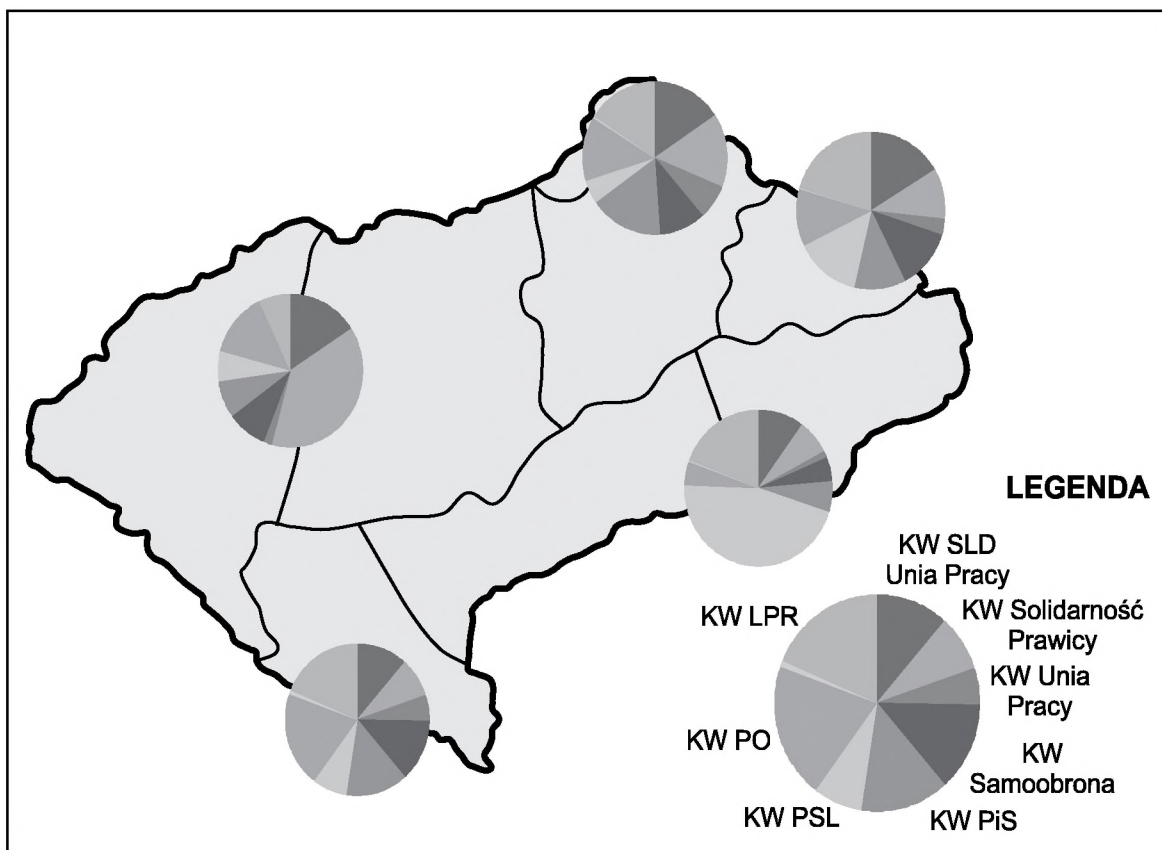 LEGENDA
KW SLD
Unia Pracy
KW Solidarność
Prawicy
KW Unia
Pracy
KW
Samoobrona
KW PiS
KW PSL
KW PO
KW LPR